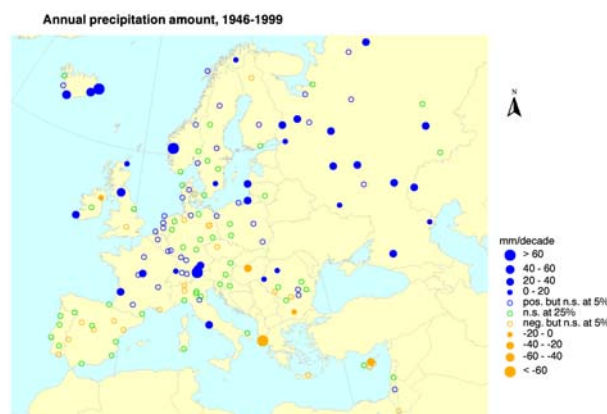 Annual precipitation amount, 1946-1999
N
mm/decade
> 60
40 - 60
20 - 40
0 - 20
pos. but n.s. at 5%
n.s. at 25%
neg. but n.s. at 5%
-20 - 0
-40 - -20
-60 - -40
< -60